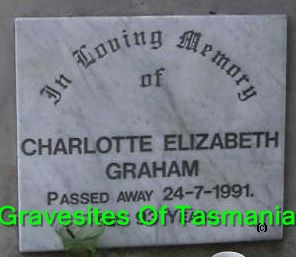 In Loving Memory
of
CHARLOTTE ELIZABETH
GRAHAM
PASSED AWAY 24-7-1991.
Gravesites Of Tasmania
©